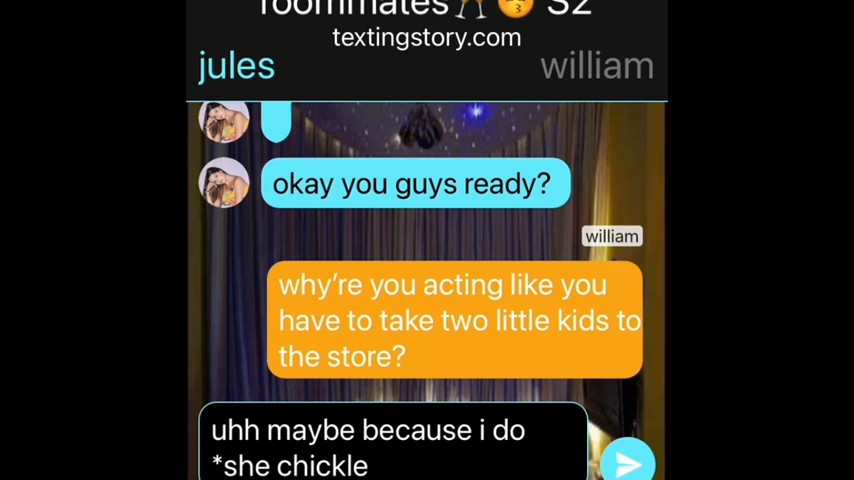 roommates🥂😚 S2
textingstory.com
jules william
okay you guys ready?
william
why're you acting like you
have to take two little kids to
the store?
uhh maybe because i do
*she chickle